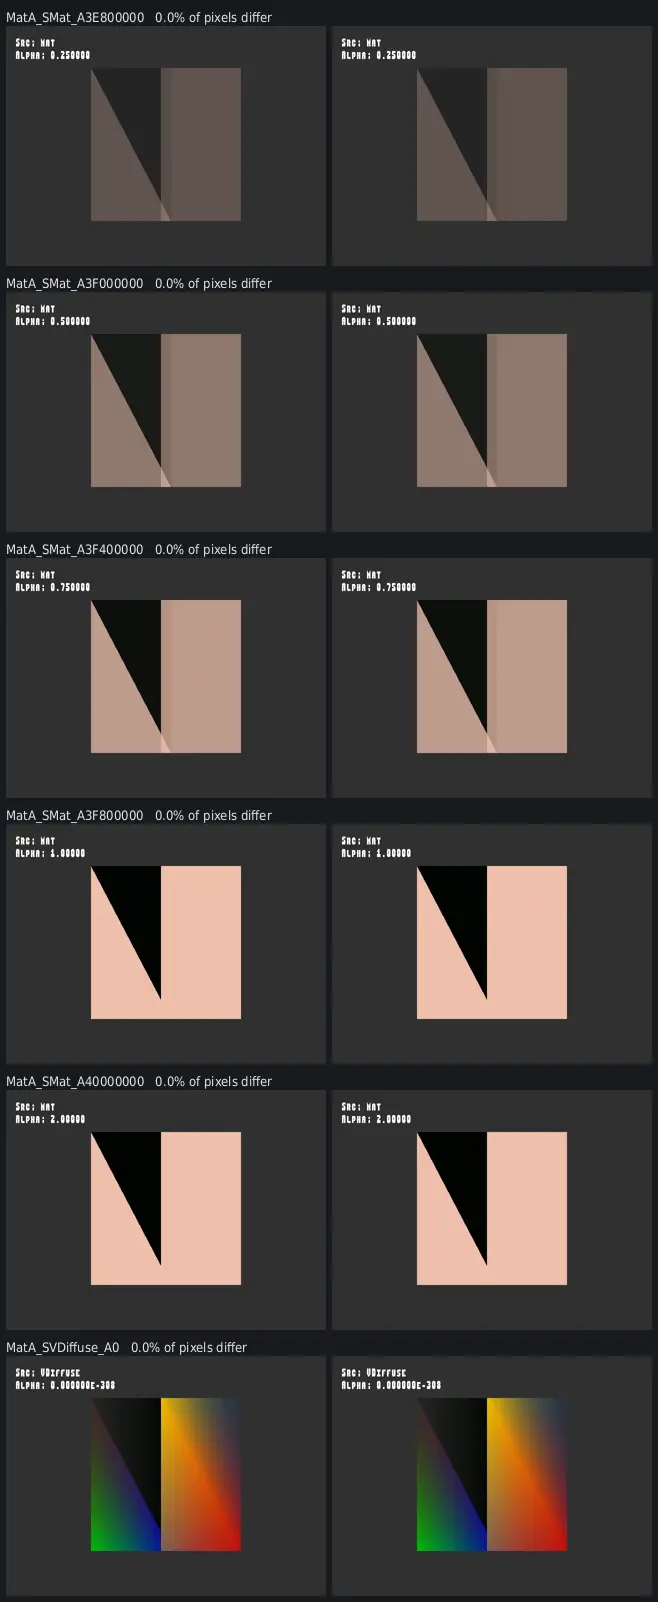 MatA_SMat_A3E800000 0.0% of pixels differ
Src: Mat Src: Mat
Alpha: 0.250000 Alpha: 0.250000
MatA_SMat_A3F000000 0.0% of pixels differ
Src: Mat Src: Mat
Alpha: 0.500000 Alpha: 0.500000
MatA_SMat_A3F400000 0.0% of pixels differ
Src: Mat Src: Mat
Alpha: 0.750000 Alpha: 0.750000
MatA_SMat_A3F800000 0.0% of pixels differ
Src: Mat Src: Mat
Alpha: 1.00000 Alpha: 1.00000
MatA_SMat_A40000000 0.0% of pixels differ
Src: Mat Src: Mat
Alpha: 2.00000 Alpha: 2.00000
MatA_SVDiffuse_A0 0.0% of pixels differ
Src: VDiffuse Src: VDiffuse
Alpha: 0.000000E-308 Alpha: 0.000000E-308